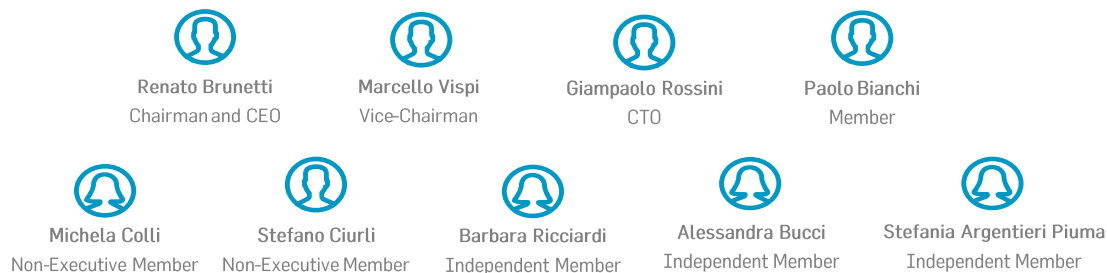 Renato Brunetti
Chairman and CEO
Marcello Vispi
Vice-Chairman
Giampaolo Rossini
CTO
Paolo Bianchi
Member
Michela Colli
Non-Executive Member
Stefano Ciurli
Non-Executive Member
Barbara Ricciardi
Independent Member
Alessandra Bucci
Independent Member
Stefania Argentieri Piuma
Independent Member